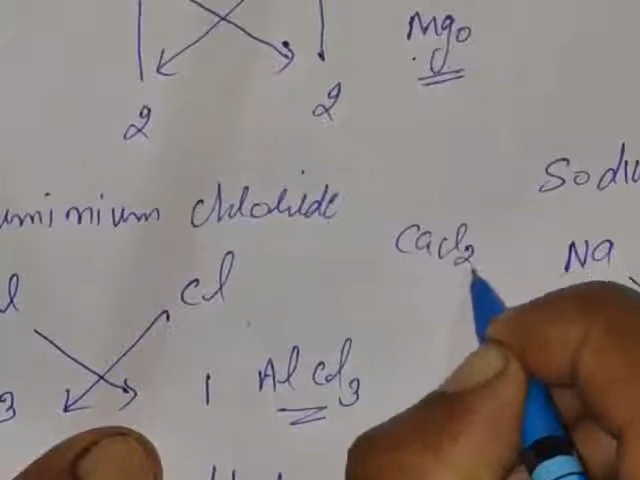 MgO
2 2
uminium chloride
Sodiu
l Cl
CaCl2
Na
3 1 AlCl3